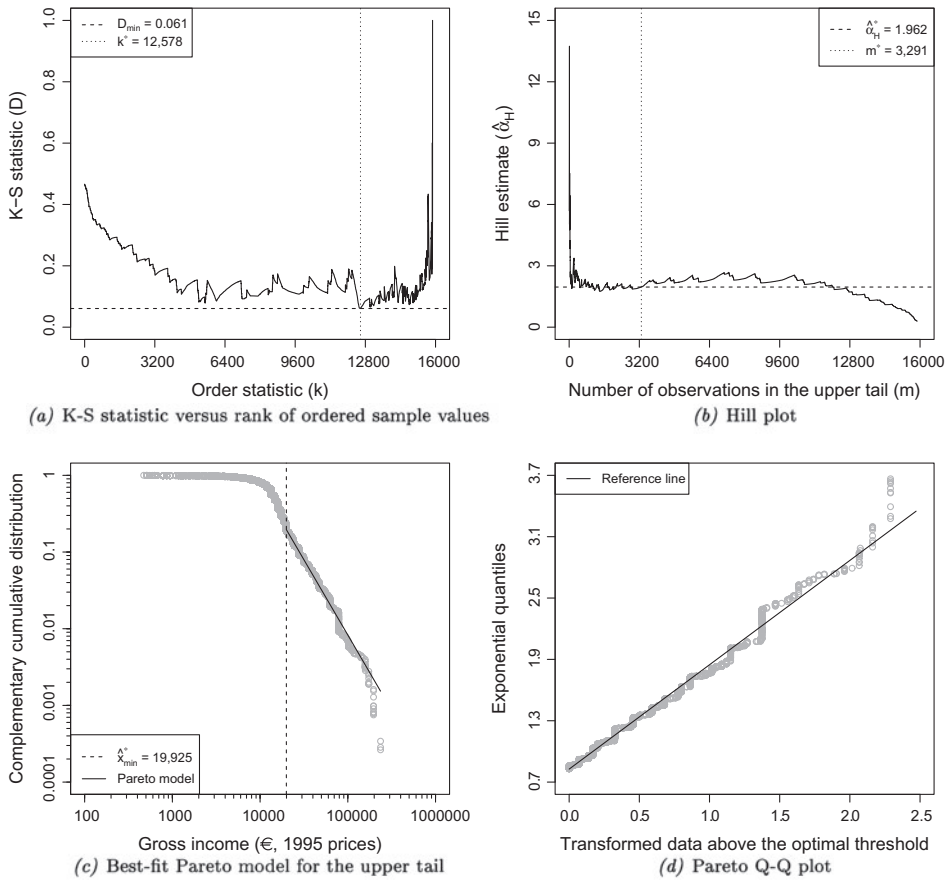 D_min = 0.061
k* = 12,578
K−S statistic (D)
0.0 0.2 0.4 0.6 0.8 1.0
0 3200 6400 9600 12800 16000
Order statistic (k)
(a) K-S statistic versus rank of ordered sample values
α̂*_H = 1.962
m* = 3,291
Hill estimate (α̂_H)
0 3 6 9 12 15
0 3200 6400 9600 12800 16000
Number of observations in the upper tail (m)
(b) Hill plot
Complementary cumulative distribution
1
0.1
0.01
0.001
0.0001
x̂*_min = 19,925
Pareto model
100 1000 10000 100000 1000000
Gross income (€, 1995 prices)
(c) Best-fit Pareto model for the upper tail
Reference line
Exponential quantiles
0.7 1.3 1.9 2.5 3.1 3.7
0.0 0.5 1.0 1.5 2.0 2.5
Transformed data above the optimal threshold
(d) Pareto Q-Q plot